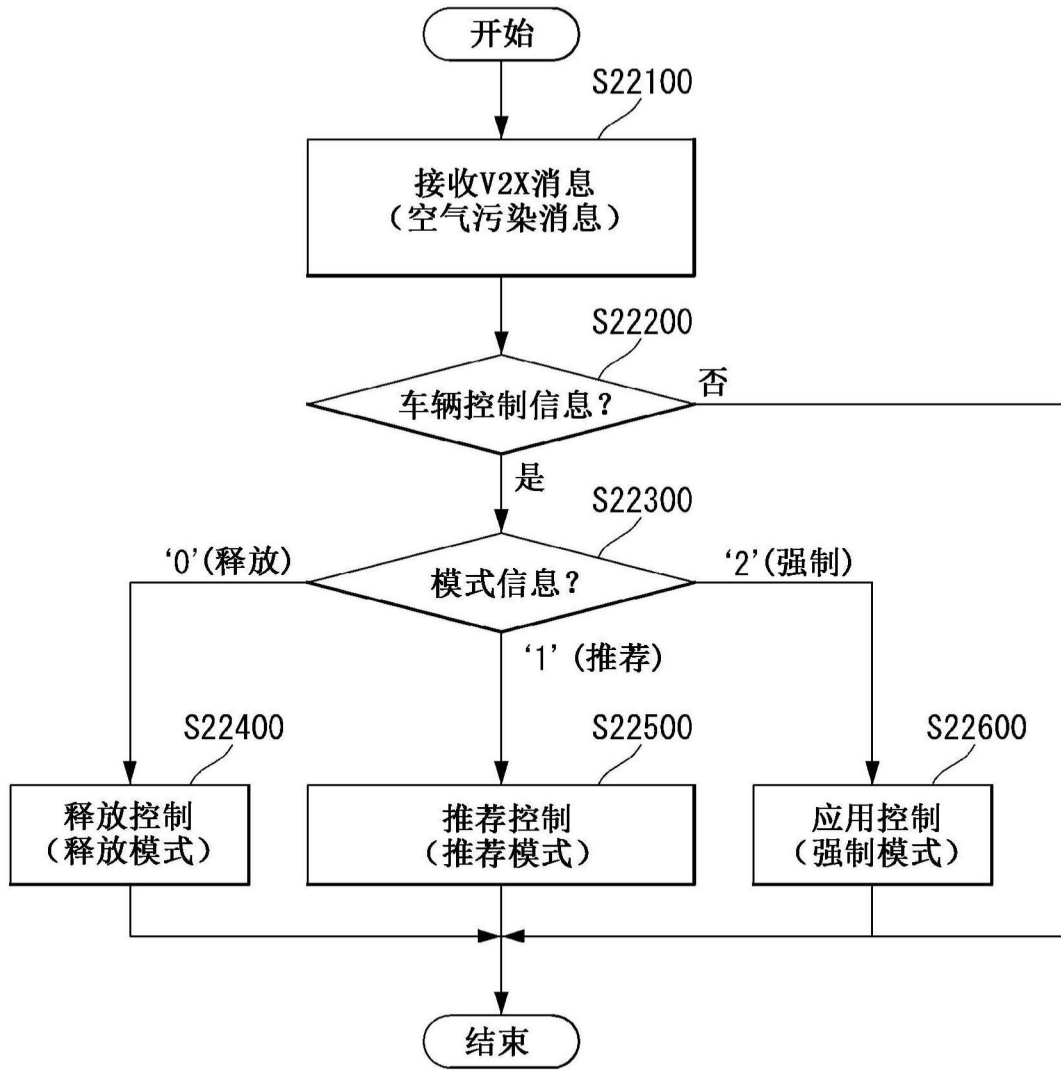 开始
S22100
接收V2X消息
(空气污染消息)
S22200
车辆控制信息?
否
是
S22300
‘0’(释放)
模式信息?
‘2’(强制)
‘1’(推荐)
S22400
S22500
S22600
释放控制
(释放模式)
推荐控制
(推荐模式)
应用控制
(强制模式)
结束